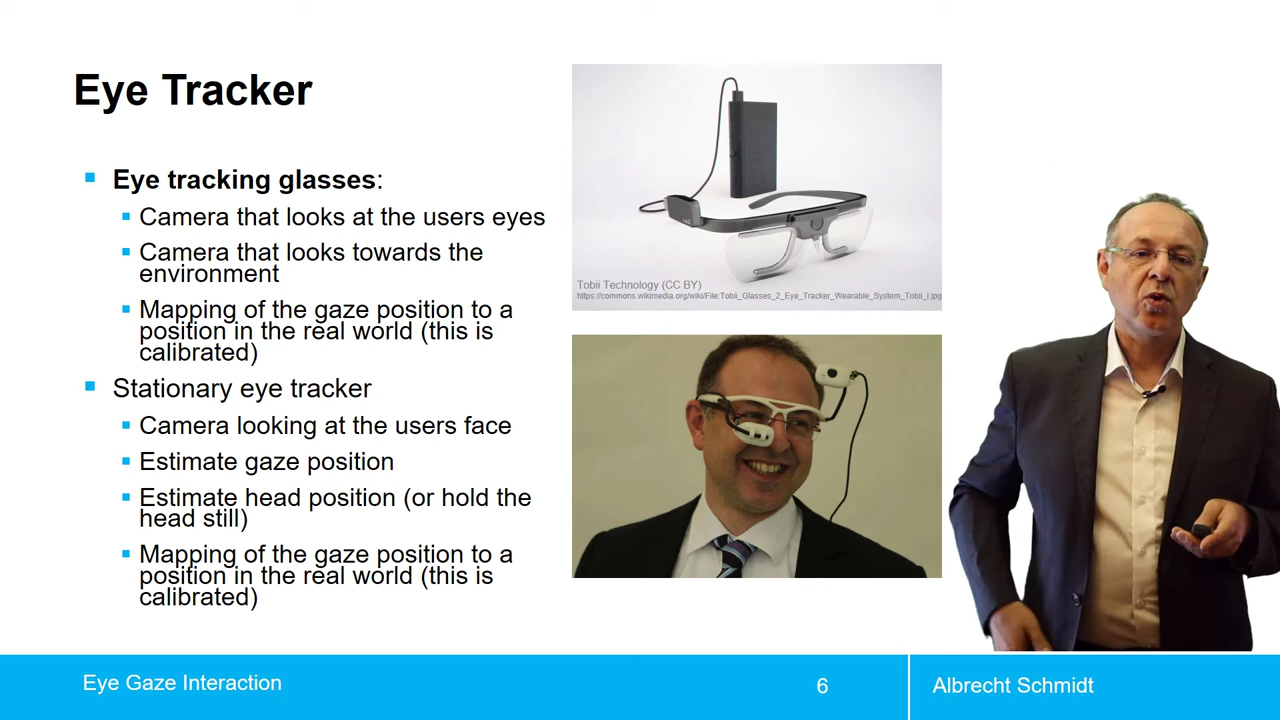 Eye Tracker
Eye tracking glasses:
Camera that looks at the users eyes
Camera that looks towards the
environment
Mapping of the gaze position to a
position in the real world (this is
calibrated)
Stationary eye tracker
Camera looking at the users face
Estimate gaze position
Estimate head position (or hold the
head still)
Mapping of the gaze position to a
position in the real world (this is
calibrated)
Tobii Technology (CC BY)
https://commons.wikimedia.org/wiki/File:Tobii_Glasses_2_Eye_Tracker_Wearable_System_Tobii_I.jpg
Eye Gaze Interaction
6
Albrecht Schmidt